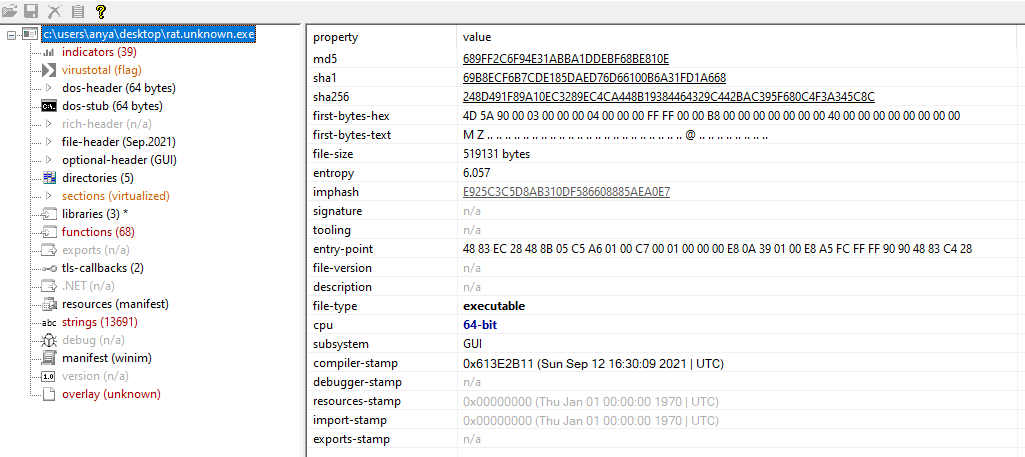 c:\users\anya\desktop\rat.unknown.exe
indicators (39)
virustotal (flag)
dos-header (64 bytes)
dos-stub (64 bytes)
rich-header (n/a)
file-header (Sep.2021)
optional-header (GUI)
directories (5)
sections (virtualized)
libraries (3) *
functions (68)
exports (n/a)
tls-callbacks (2)
.NET (n/a)
resources (manifest)
abc strings (13691)
debug (n/a)
manifest (winim)
1.0 version (n/a)
overlay (unknown)
property value
md5 689FF2C6F94E31ABBA1DDEBF68BE810E
sha1 69B8ECF6B7CDE185DAED76D66100B6A31FD1A668
sha256 248D491F89A10EC3289EC4CA448B19384464329C442BAC395F680C4F3A345C8C
first-bytes-hex 4D 5A 90 00 03 00 00 00 04 00 00 00 FF FF 00 00 B8 00 00 00 00 00 00 00 40 00 00 00 00 00 00 00
first-bytes-text M Z .. .. .. .. .. .. .. .. .. .. .. .. .. .. .. .. .. .. .. .. .. .. @ .. .. .. .. .. .. ..
file-size 519131 bytes
entropy 6.057
imphash E925C3C5D8AB310DF586608885AEA0E7
signature n/a
tooling n/a
entry-point 48 83 EC 28 48 8B 05 C5 A6 01 00 C7 00 01 00 00 00 E8 0A 39 01 00 E8 A5 FC FF FF 90 90 48 83 C4 28
file-version n/a
description n/a
file-type executable
cpu 64-bit
subsystem GUI
compiler-stamp 0x613E2B11 (Sun Sep 12 16:30:09 2021 | UTC)
debugger-stamp n/a
resources-stamp 0x00000000 (Thu Jan 01 00:00:00 1970 | UTC)
import-stamp 0x00000000 (Thu Jan 01 00:00:00 1970 | UTC)
exports-stamp n/a